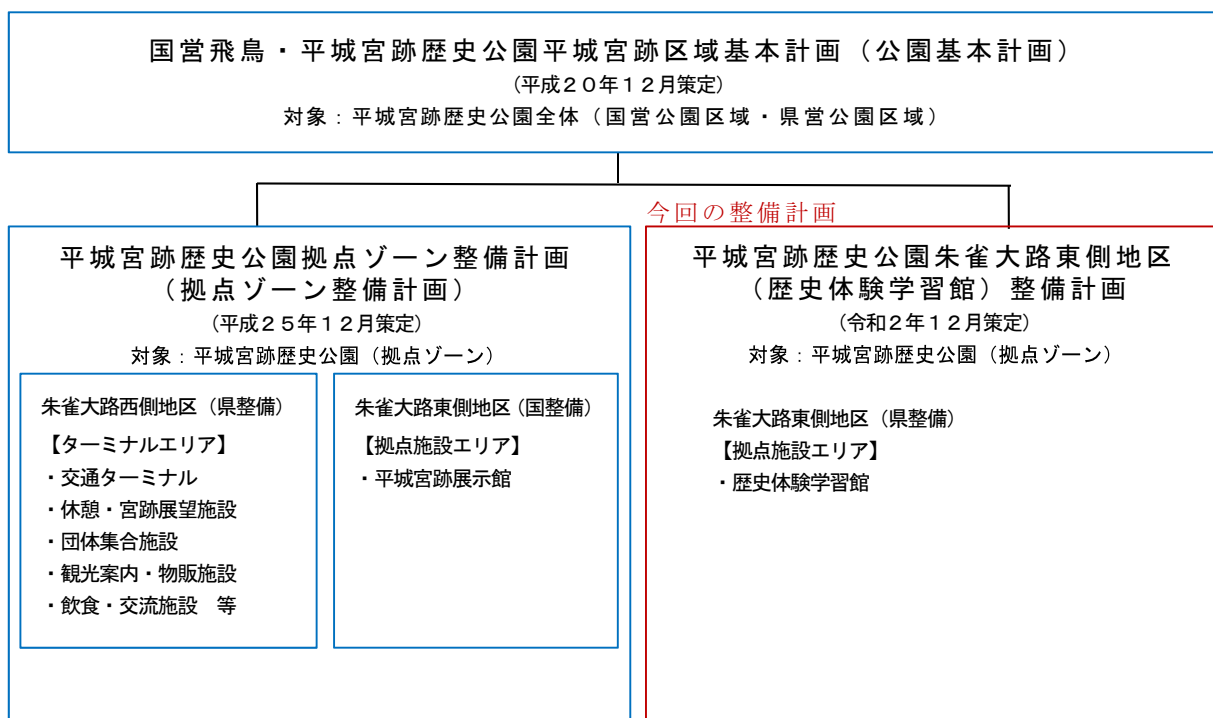 国営飛鳥・平城宮跡歴史公園平城宮跡区域基本計画（公園基本計画）
(平成２０年１２月策定)
対象：平城宮跡歴史公園全体（国営公園区域・県営公園区域）
平城宮跡歴史公園拠点ゾーン整備計画
（拠点ゾーン整備計画）
(平成２５年１２月策定)
対象：平城宮跡歴史公園（拠点ゾーン）
朱雀大路西側地区（県整備）
【ターミナルエリア】
・交通ターミナル
・休憩・宮跡展望施設
・団体集合施設
・観光案内・物販施設
・飲食・交流施設　等
朱雀大路東側地区（国整備）
【拠点施設エリア】
・平城宮跡展示館
今回の整備計画
平城宮跡歴史公園朱雀大路東側地区
（歴史体験学習館）整備計画
(令和２年１２月策定)
対象：平城宮跡歴史公園（拠点ゾーン）
朱雀大路東側地区（県整備）
【拠点施設エリア】
・歴史体験学習館